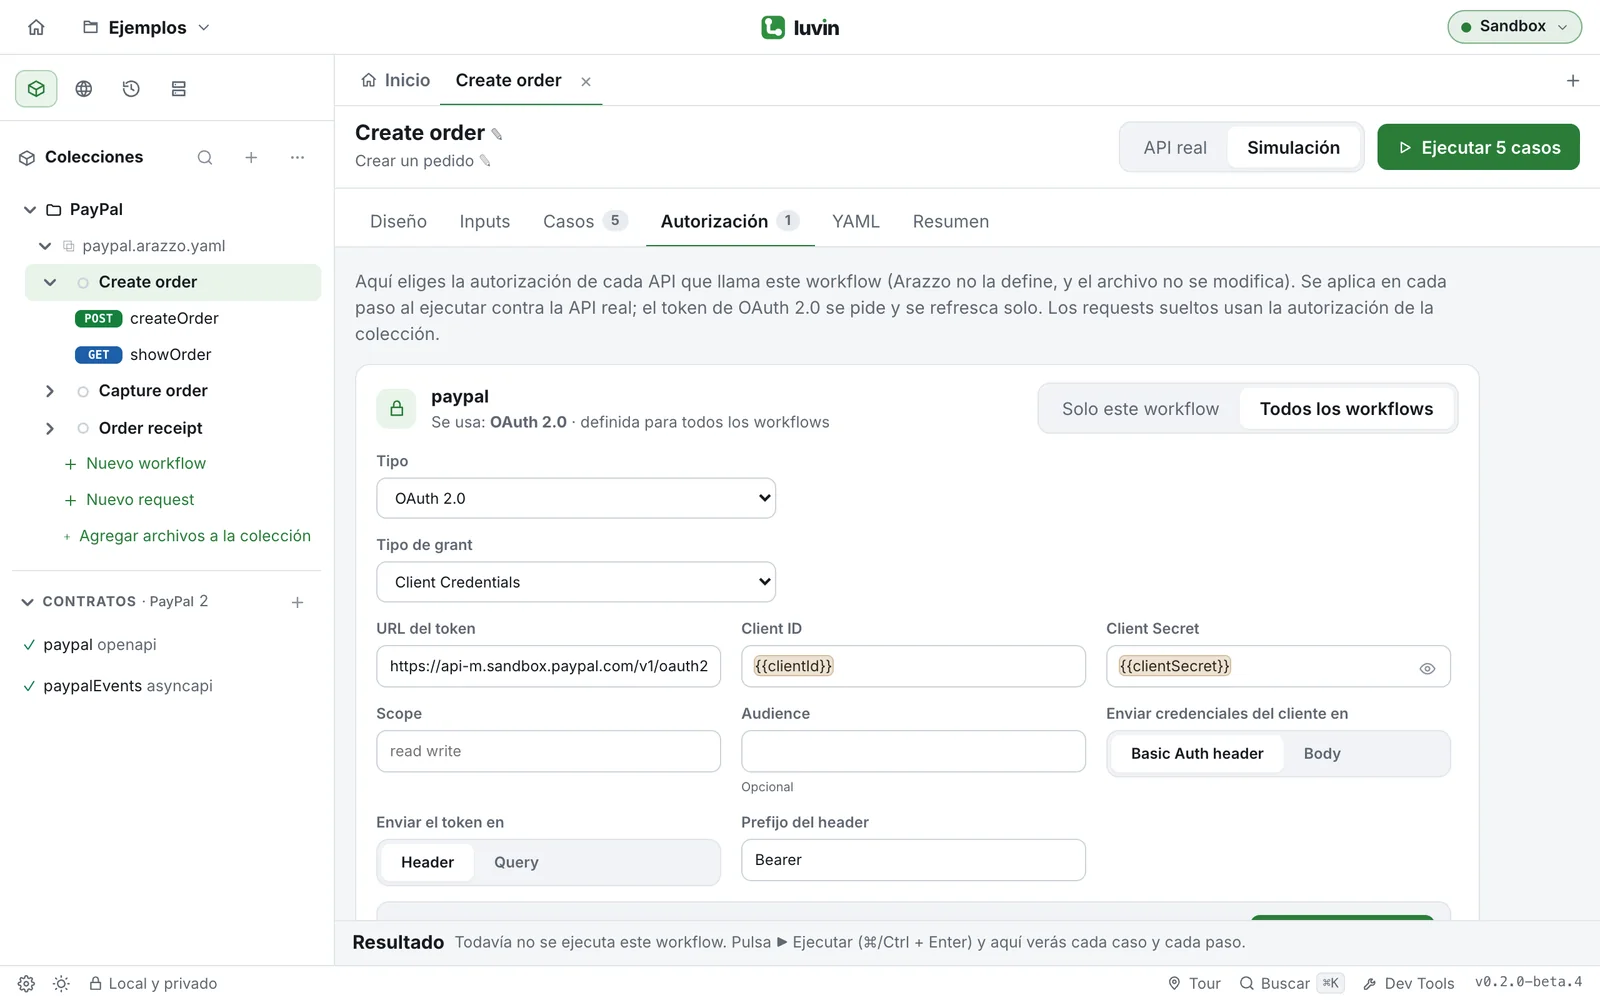 Ejemplos
luvin
Sandbox
Inicio
Create order
Colecciones
PayPal
paypal.arazzo.yaml
Create order
POST createOrder
GET showOrder
Capture order
Order receipt
+ Nuevo workflow
+ Nuevo request
+ Agregar archivos a la colección
CONTRATOS · PayPal 2
paypal openapi
paypalEvents asyncapi
Create order
Crear un pedido
API real
Simulación
Ejecutar 5 casos
Diseño
Inputs
Casos 5
Autorización 1
YAML
Resumen
Aquí eliges la autorización de cada API que llama este workflow (Arazzo no la define, y el archivo no se modifica). Se aplica en cada
paso al ejecutar contra la API real; el token de OAuth 2.0 se pide y se refresca solo. Los requests sueltos usan la autorización de la
colección.
paypal
Se usa: OAuth 2.0 · definida para todos los workflows
Solo este workflow
Todos los workflows
Tipo
OAuth 2.0
Tipo de grant
Client Credentials
URL del token
https://api-m.sandbox.paypal.com/v1/oauth2
Client ID
{{clientId}}
Client Secret
{{clientSecret}}
Scope
read write
Audience
Opcional
Enviar credenciales del cliente en
Basic Auth header
Body
Enviar el token en
Header
Query
Prefijo del header
Bearer
Resultado
Todavía no se ejecuta este workflow. Pulsa ▶ Ejecutar (⌘/Ctrl + Enter) y aquí verás cada caso y cada paso.
Local y privado
Tour
Buscar ⌘K
Dev Tools
v0.2.0-beta.4